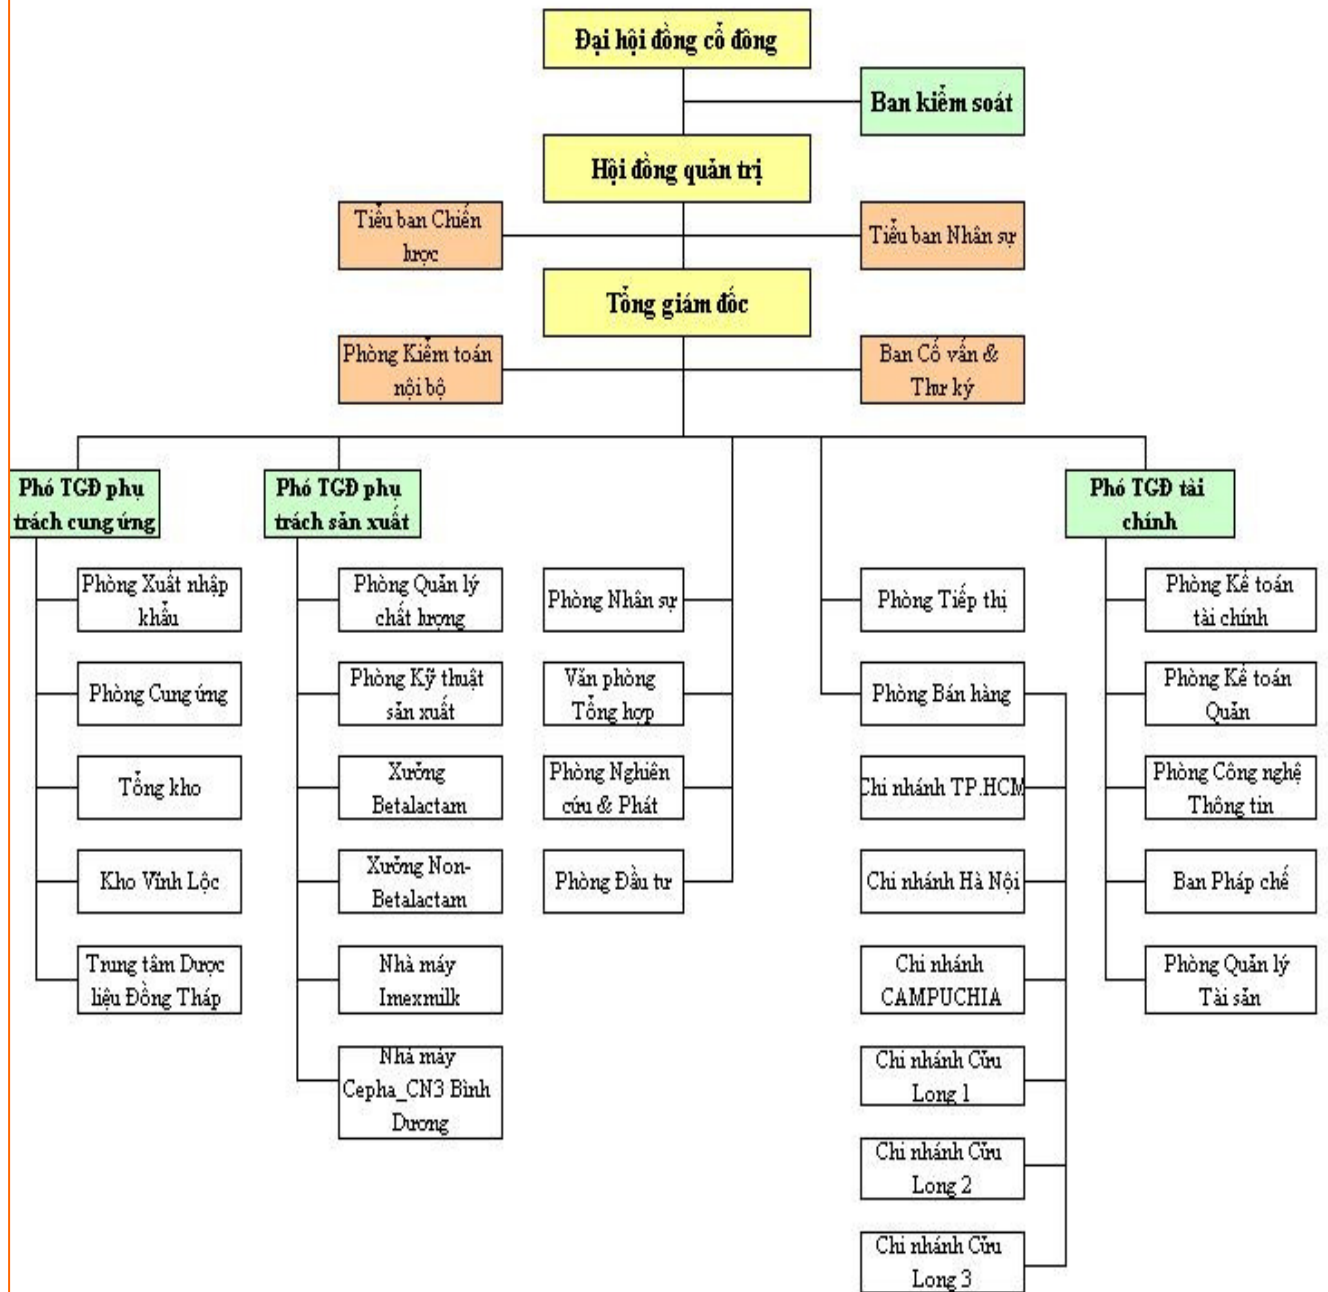 Đại hội đồng cổ đông
Ban kiểm soát
Hội đồng quản trị
Tiểu ban Chiến
lược
Tiểu ban Nhân sự
Tổng giám đốc
Phòng Kiểm toán
nội bộ
Ban Cố vấn &
Thư ký
Phó TGĐ phụ
trách cung ứng
Phó TGĐ phụ
trách sản xuất
Phó TGĐ tài
chính
Phòng Xuất nhập
khẩu
Phòng Cung ứng
Tổng kho
Kho Vĩnh Lộc
Trung tâm Dược
liệu Đồng Tháp
Phòng Quản lý
chất lượng
Phòng Kỹ thuật
sản xuất
Xưởng
Betalactam
Xưởng Non-
Betalactam
Nhà máy
Imexmilk
Nhà máy
Cepha_CN3 Bình
Dương
Phòng Nhân sự
Văn phòng
Tổng hợp
Phòng Nghiên
cứu & Phát
Phòng Đầu tư
Phòng Tiếp thị
Phòng Bán hàng
Chi nhánh TP.HCM
Chi nhánh Hà Nội
Chi nhánh
CAMPUCHIA
Chi nhánh Cửu
Long 1
Chi nhánh Cửu
Long 2
Chi nhánh Cửu
Long 3
Phòng Kế toán
tài chính
Phòng Kế toán
Quản
Phòng Công nghệ
Thông tin
Ban Pháp chế
Phòng Quản lý
Tài sản